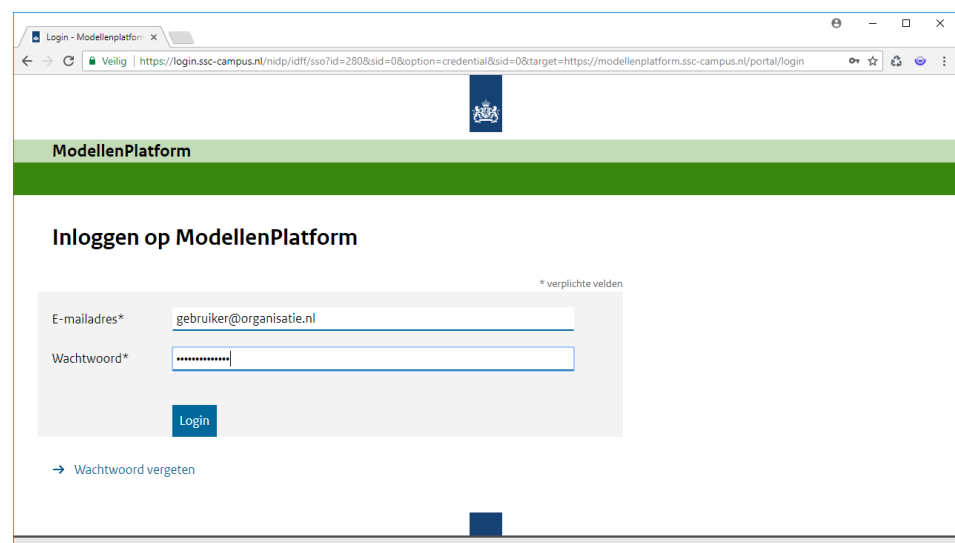 Login - Modellenplatform
Veilig | https://login.ssc-campus.nl/nidp/idff/sso?id=280&sid=0&option=credential&sid=0&target=https://modellenplatform.ssc-campus.nl/portal/login
ModellenPlatform
Inloggen op ModellenPlatform
* verplichte velden
E-mailadres* gebruiker@organisatie.nl
Wachtwoord* ••••••••••••••
Login
Wachtwoord vergeten